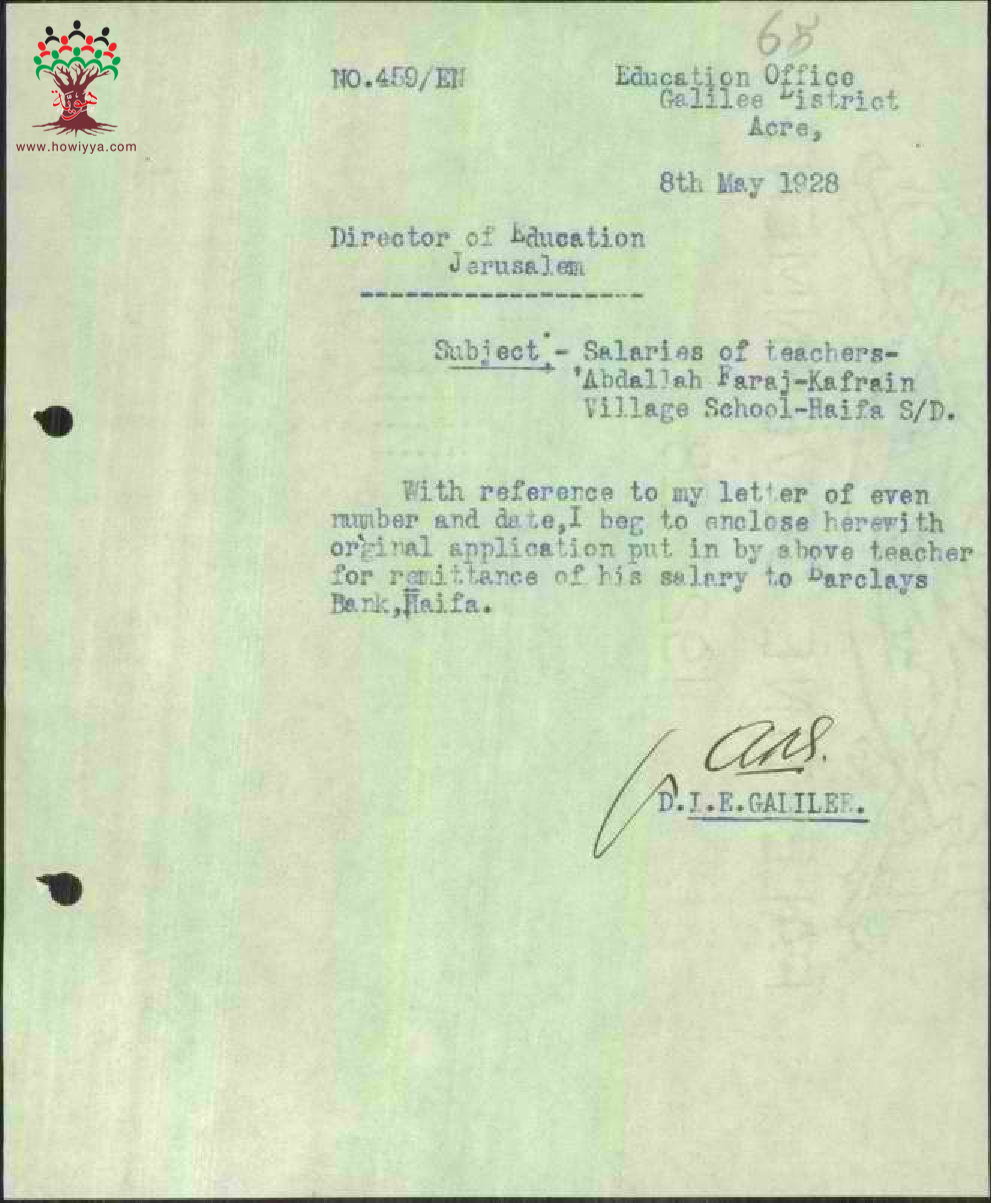 68
هوية
www.howiyya.com
NO.459/EN
Education Office
Galilee District
Acre,
8th May 1928
Director of Education
Jerusalem
--------------------
Subject:- Salaries of teachers-
'Abdallah Faraj-Kafrain
Village School-Haifa S/D.
With reference to my letter of even
number and date,I beg to enclose herewith
orginal application put in by above teacher
for remittance of his salary to Barclays
Bank,Haifa.
D.I.E.GALILEE.